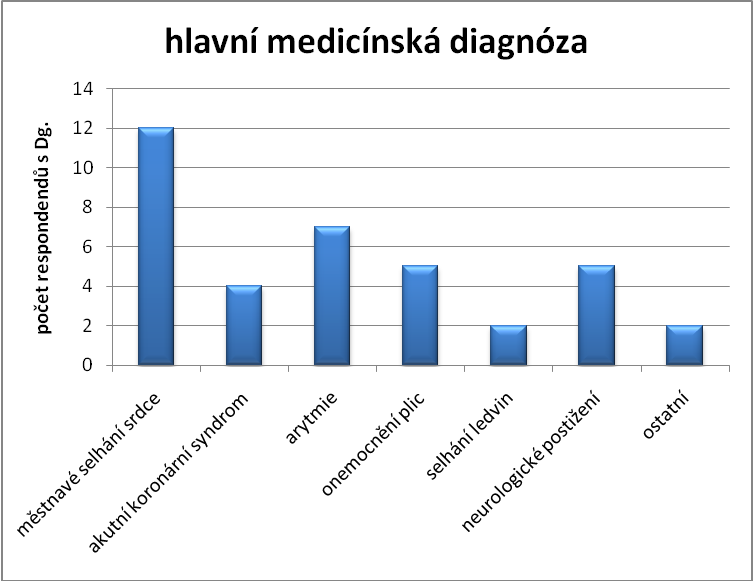 hlavní medicínská diagnóza
počet respondendů s Dg.
14
12
10
8
6
4
2
0
městnavé selhání srdce
akutní koronární syndrom
arytmie
onemocnění plic
selhání ledvin
neurologické postižení
ostatní